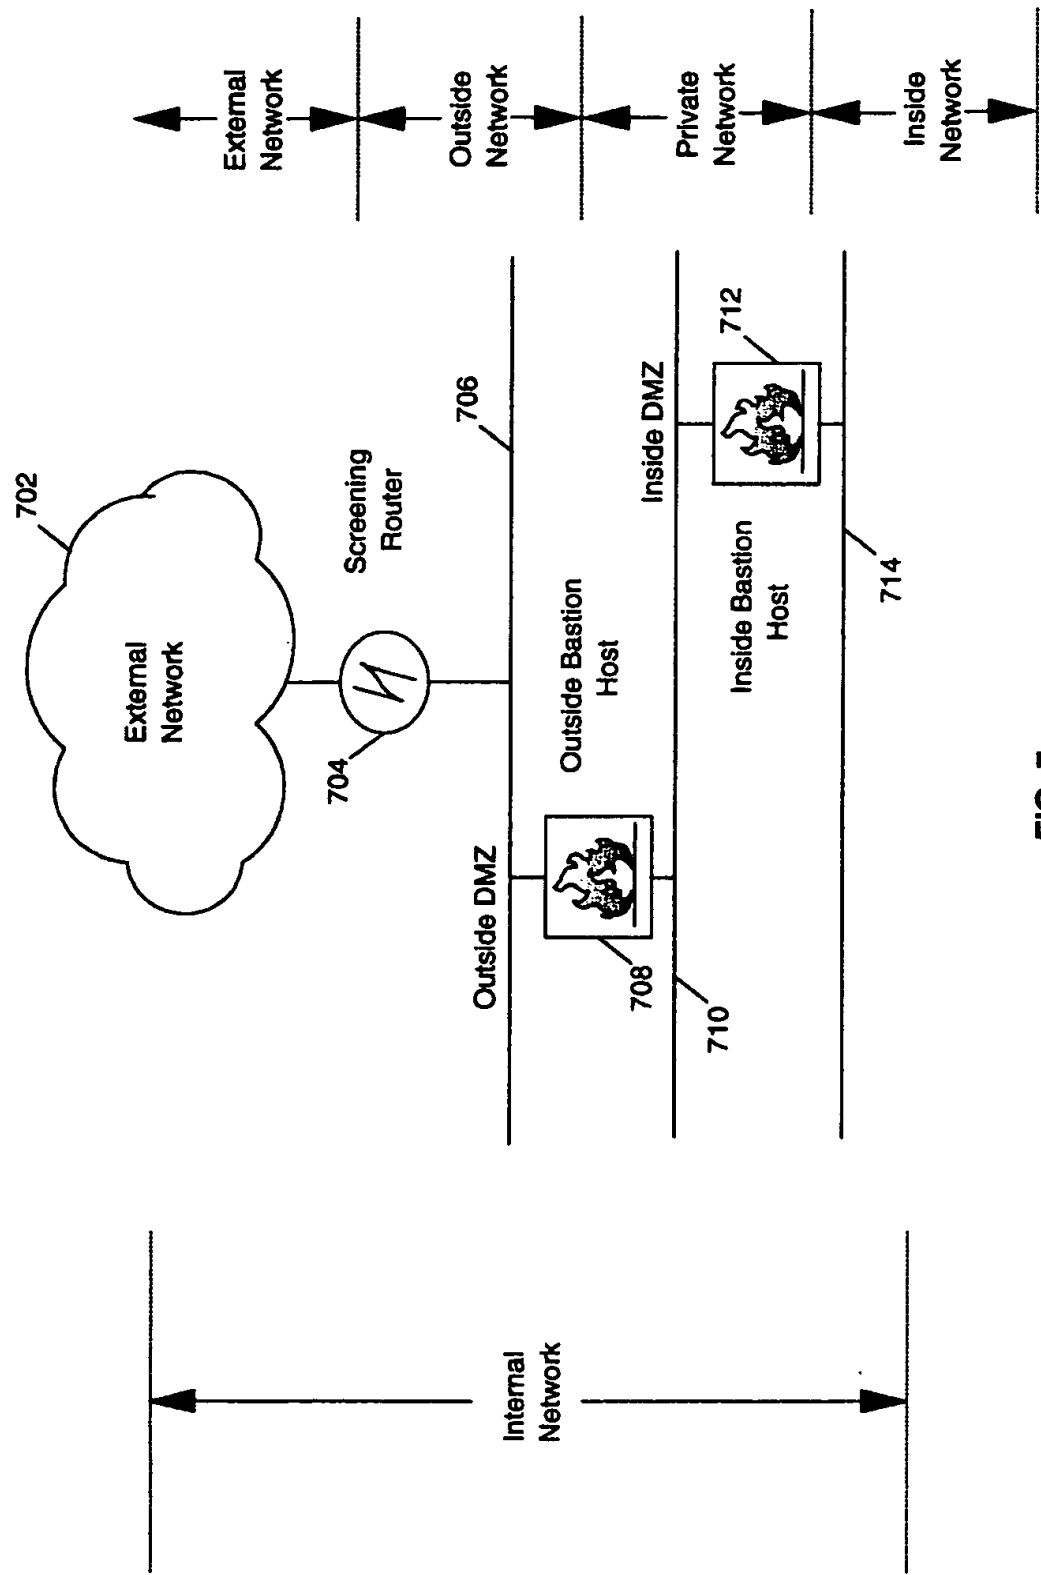 702
External
Network
External
Network
704
Screening
Router
706
Outside
Network
Outside DMZ
Internal
Network
Outside Bastion
Host
708
Inside DMZ
710
Private
Network
712
Inside Bastion
Host
714
Inside
Network